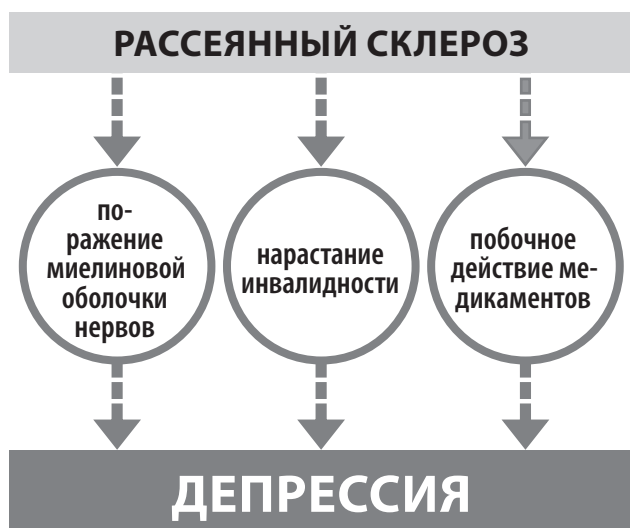 РАССЕЯННЫЙ СКЛЕРОЗ
по-
ражение
миелиновой
оболочки
нервов
нарастание
инвалидности
побочное
действие ме-
дикаментов
ДЕПРЕССИЯ